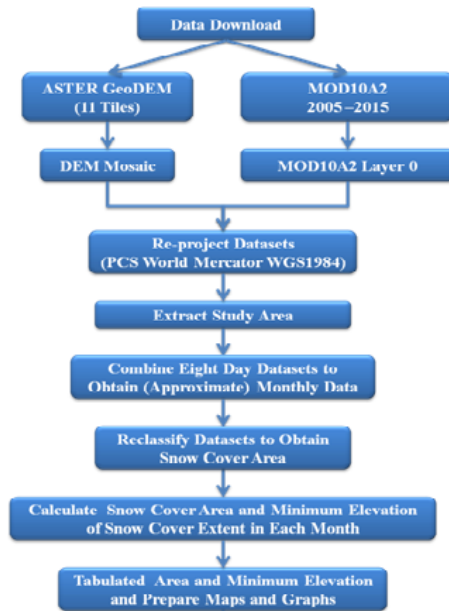 Data Download
ASTER GeoDEM
(11 Tiles)
MOD10A2
2005–2015
DEM Mosaic
MOD10A2 Layer 0
Re-project Datasets
(PCS World Mercator WGS1984)
Extract Study Area
Combine Eight Day Datasets to
Obtain (Approximate) Monthly Data
Reclassify Datasets to Obtain
Snow Cover Area
Calculate Snow Cover Area and Minimum Elevation
of Snow Cover Extent in Each Month
Tabulated Area and Minimum Elevation
and Prepare Maps and Graphs